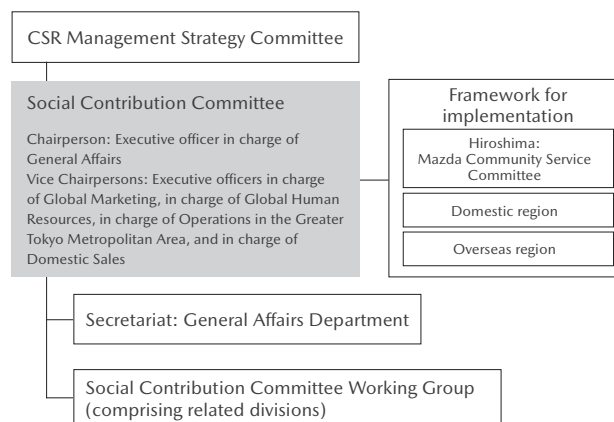 CSR Management Strategy Committee
Social Contribution Committee
Chairperson: Executive officer in charge of
General Affairs
Vice Chairpersons: Executive officers in charge
of Global Marketing, in charge of Global Human
Resources, in charge of Operations in the Greater
Tokyo Metropolitan Area, and in charge of
Domestic Sales
Framework for
implementation
Hiroshima:
Mazda Community Service
Committee
Domestic region
Overseas region
Secretariat: General Affairs Department
Social Contribution Committee Working Group
(comprising related divisions)